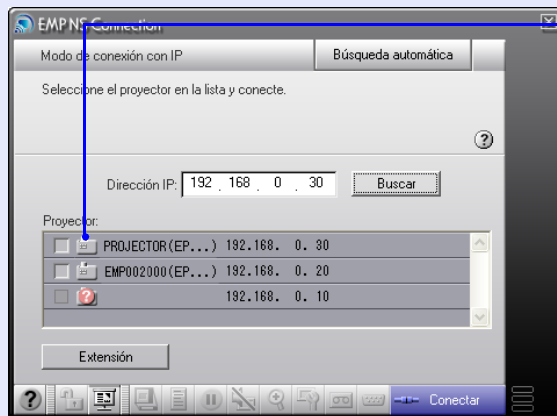 EMP NS Connection
Modo de conexión con IP
Búsqueda automática
Seleccione el proyector en la lista y conecte.
Dirección IP: 192 . 168 . 0 . 30 Buscar
Proyector:
PROJECTOR(EP...) 192.168. 0. 30
EMP002000(EP...) 192.168. 0. 20
192.168. 0. 10
Extensión
Conectar